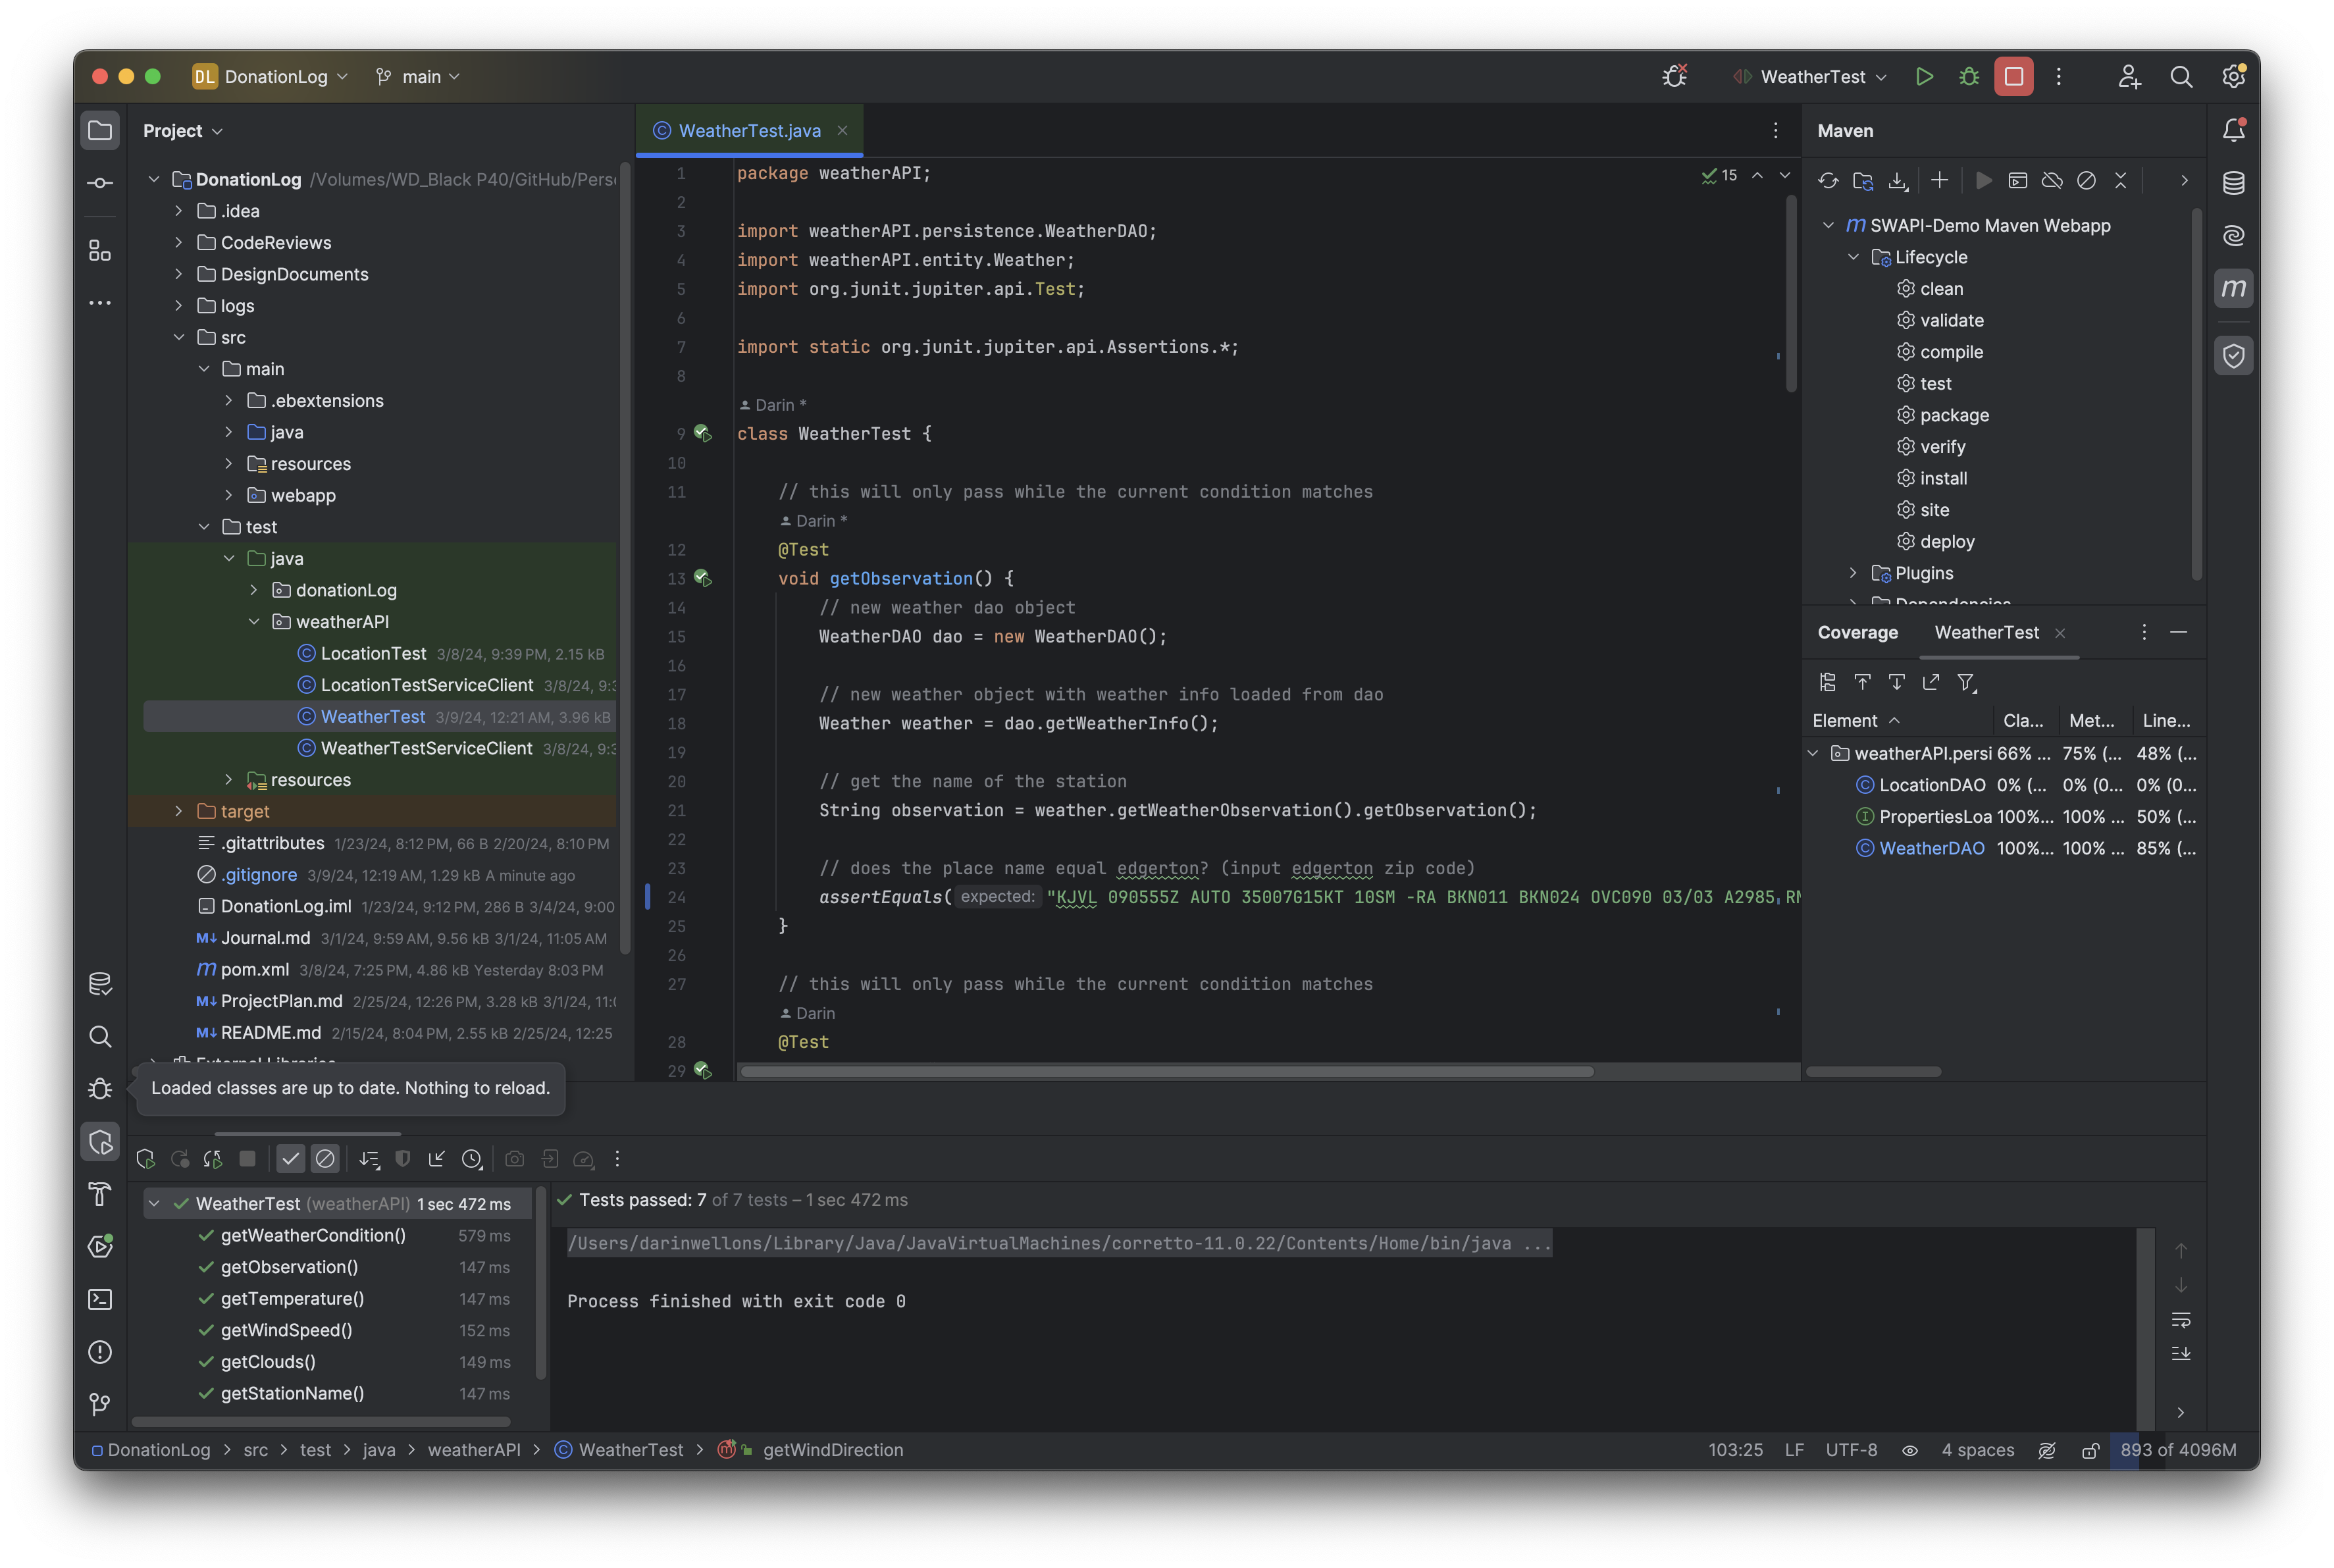 DL DonationLog main WeatherTest
Project
DonationLog /Volumes/WD_Black P40/GitHub/Perso
.idea
CodeReviews
DesignDocuments
logs
src
main
.ebextensions
java
resources
webapp
test
java
donationLog
weatherAPI
LocationTest 3/8/24, 9:39 PM, 2.15 kB
LocationTestServiceClient 3/8/24, 9:3
WeatherTest 3/9/24, 12:21 AM, 3.96 kB
WeatherTestServiceClient 3/8/24, 9:3
resources
target
.gitattributes 1/23/24, 8:12 PM, 66 B 2/20/24, 8:10 PM
.gitignore 3/9/24, 12:19 AM, 1.29 kB A minute ago
DonationLog.iml 1/23/24, 9:12 PM, 286 B 3/4/24, 9:00
M↓ Journal.md 3/1/24, 9:59 AM, 9.56 kB 3/1/24, 11:05 AM
m pom.xml 3/8/24, 7:25 PM, 4.86 kB Yesterday 8:03 PM
M↓ ProjectPlan.md 2/25/24, 12:26 PM, 3.28 kB 3/1/24, 11:0
M↓ README.md 2/15/24, 8:04 PM, 2.55 kB 2/25/24, 12:25
External Libraries
Loaded classes are up to date. Nothing to reload.
WeatherTest.java
15
1 package weatherAPI;
2
3 import weatherAPI.persistence.WeatherDAO;
4 import weatherAPI.entity.Weather;
5 import org.junit.jupiter.api.Test;
6
7 import static org.junit.jupiter.api.Assertions.*;
8
Darin *
9 class WeatherTest {
10
11 // this will only pass while the current condition matches
Darin *
12 @Test
13 void getObservation() {
14 // new weather dao object
15 WeatherDAO dao = new WeatherDAO();
16
17 // new weather object with weather info loaded from dao
18 Weather weather = dao.getWeatherInfo();
19
20 // get the name of the station
21 String observation = weather.getWeatherObservation().getObservation();
22
23 // does the place name equal edgerton? (input edgerton zip code)
24 assertEquals( expected: "KJVL 090555Z AUTO 35007G15KT 10SM -RA BKN011 BKN024 OVC090 03/03 A2985 RM
25 }
26
27 // this will only pass while the current condition matches
Darin
28 @Test
29
Maven
m SWAPI-Demo Maven Webapp
Lifecycle
clean
validate
compile
test
package
verify
install
site
deploy
Plugins
Dependencies
Coverage WeatherTest
Element Cla... Met... Line...
weatherAPI.persi 66% ... 75% (... 48% (...
LocationDAO 0% (... 0% (0... 0% (0...
PropertiesLoa 100%... 100% ... 50% (...
WeatherDAO 100%... 100% ... 85% (...
WeatherTest (weatherAPI) 1 sec 472 ms
getWeatherCondition() 579 ms
getObservation() 147 ms
getTemperature() 147 ms
getWindSpeed() 152 ms
getClouds() 149 ms
getStationName() 147 ms
Tests passed: 7 of 7 tests – 1 sec 472 ms
/Users/darinwellons/Library/Java/JavaVirtualMachines/corretto-11.0.22/Contents/Home/bin/java ...
Process finished with exit code 0
DonationLog > src > test > java > weatherAPI > WeatherTest > getWindDirection
103:25 LF UTF-8 4 spaces 893 of 4096M